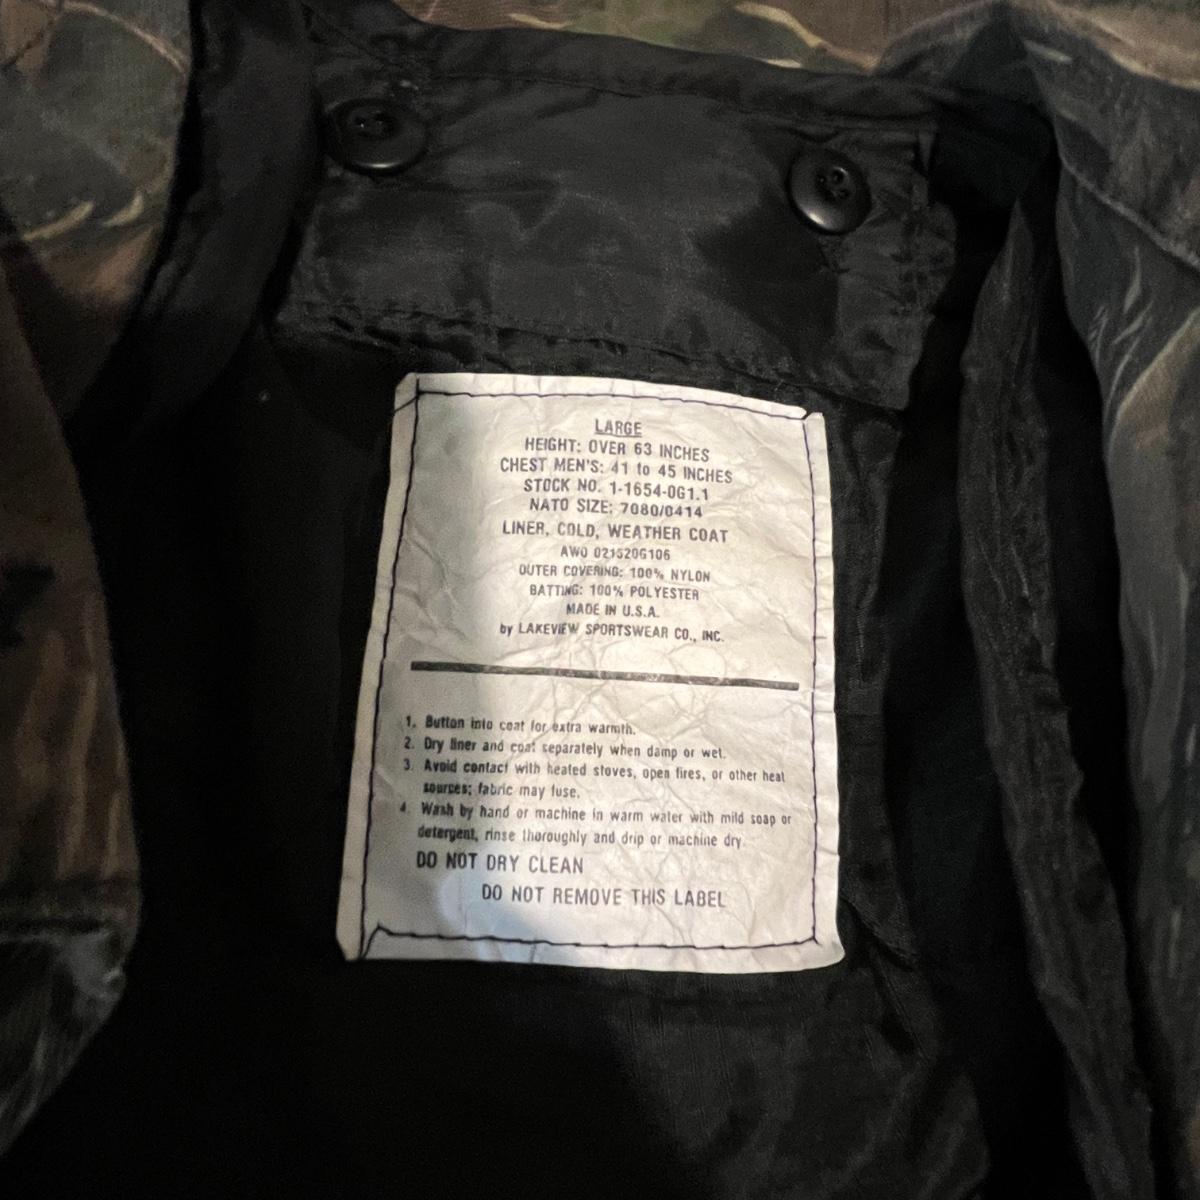 LARGE
HEIGHT: OVER 63 INCHES
CHEST MEN'S: 41 to 45 INCHES
STOCK NO. 1-1654-0G1.1
NATO SIZE: 7080/0414
LINER, COLD, WEATHER COAT
AWO 021520G106
OUTER COVERING: 100% NYLON
BATTING: 100% POLYESTER
MADE IN U.S.A.
by LAKEVIEW SPORTSWEAR CO., INC.
1. Button into coat for extra warmth.
2. Dry liner and coat separately when damp or wet.
3. Avoid contact with heated stoves, open fires, or other heat
sources; fabric may fuse.
4. Wash by hand or machine in warm water with mild soap or
detergent, rinse thoroughly and drip or machine dry.
DO NOT DRY CLEAN
DO NOT REMOVE THIS LABEL